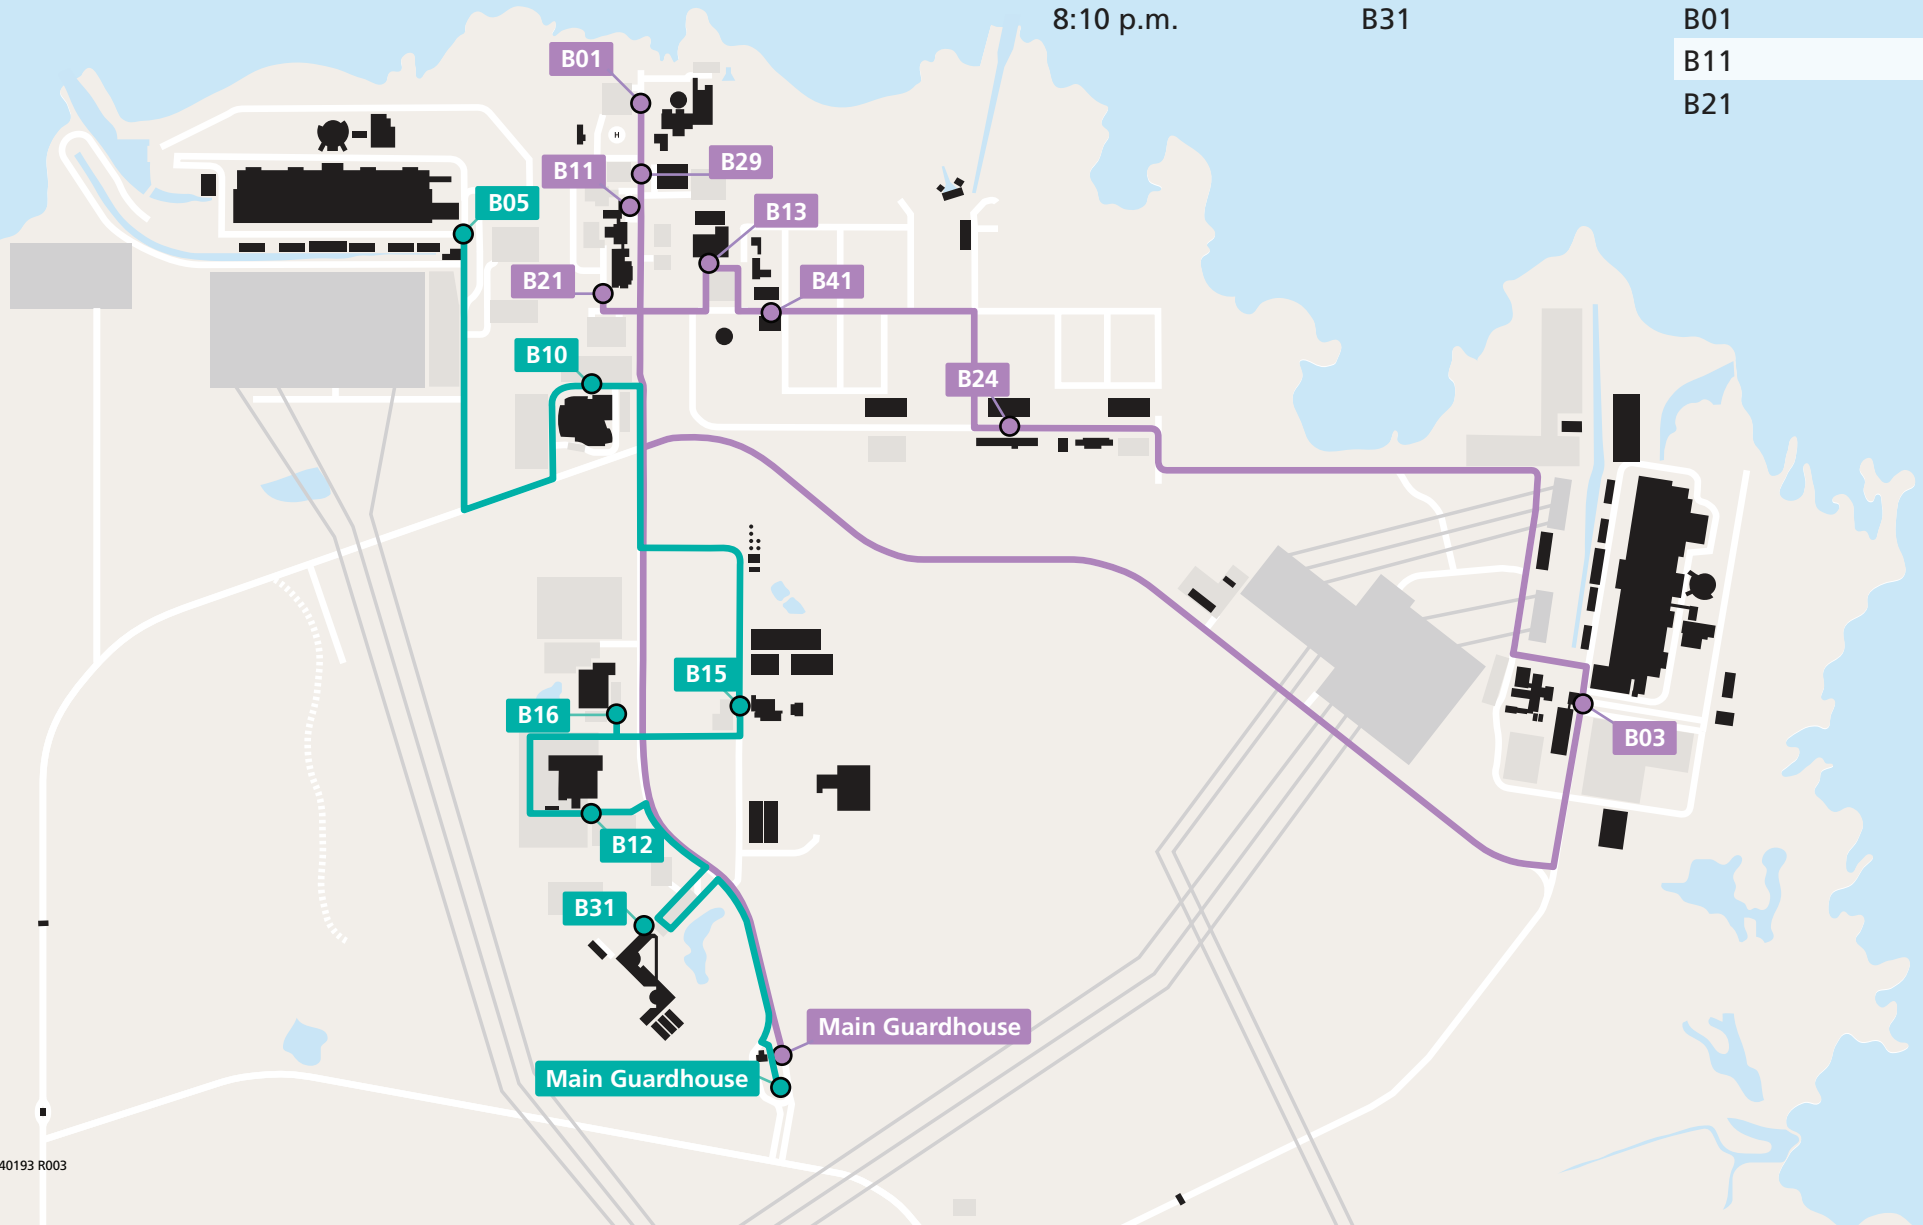 8:10 p.m. B31 B01
B11
B21
B01
H
B29
B11
B05
B13
B21
B41
B10
B24
B15
B16
B03
B12
B31
Main Guardhouse
Main Guardhouse
40193 R003